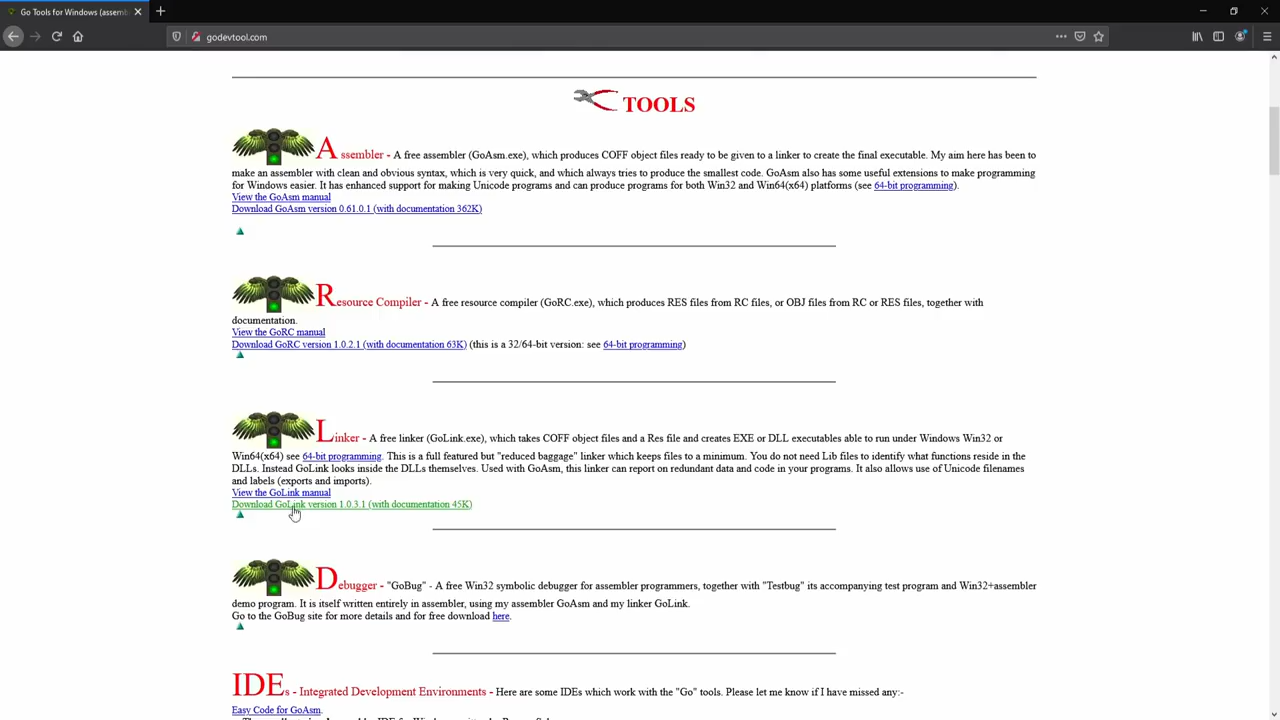 Go Tools for Windows (assemb
godevtool.com
TOOLS
Assembler - A free assembler (GoAsm.exe), which produces COFF object files ready to be given to a linker to create the final executable. My aim here has been to
make an assembler with clean and obvious syntax, which is very quick, and which always tries to produce the smallest code. GoAsm also has some useful extensions to make programming
for Windows easier. It has enhanced support for making Unicode programs and can produce programs for both Win32 and Win64(x64) platforms (see 64-bit programming).
View the GoAsm manual
Download GoAsm version 0.61.0.1 (with documentation 362K)
Resource Compiler - A free resource compiler (GoRC.exe), which produces RES files from RC files, or OBJ files from RC or RES files, together with
documentation.
View the GoRC manual
Download GoRC version 1.0.2.1 (with documentation 63K) (this is a 32/64-bit version: see 64-bit programming)
Linker - A free linker (GoLink.exe), which takes COFF object files and a Res file and creates EXE or DLL executables able to run under Windows Win32 or
Win64(x64) see 64-bit programming. This is a full featured but "reduced baggage" linker which keeps files to a minimum. You do not need Lib files to identify what functions reside in the
DLLs. Instead GoLink looks inside the DLLs themselves. Used with GoAsm, this linker can report on redundant data and code in your programs. It also allows use of Unicode filenames
and labels (exports and imports).
View the GoLink manual
Download GoLink version 1.0.3.1 (with documentation 45K)
Debugger - "GoBug" - A free Win32 symbolic debugger for assembler programmers, together with "Testbug" its accompanying test program and Win32+assembler
demo program. It is itself written entirely in assembler, using my assembler GoAsm and my linker GoLink.
Go to the GoBug site for more details and for free download here.
IDEs - Integrated Development Environments - Here are some IDEs which work with the "Go" tools. Please let me know if I have missed any:-
Easy Code for GoAsm.